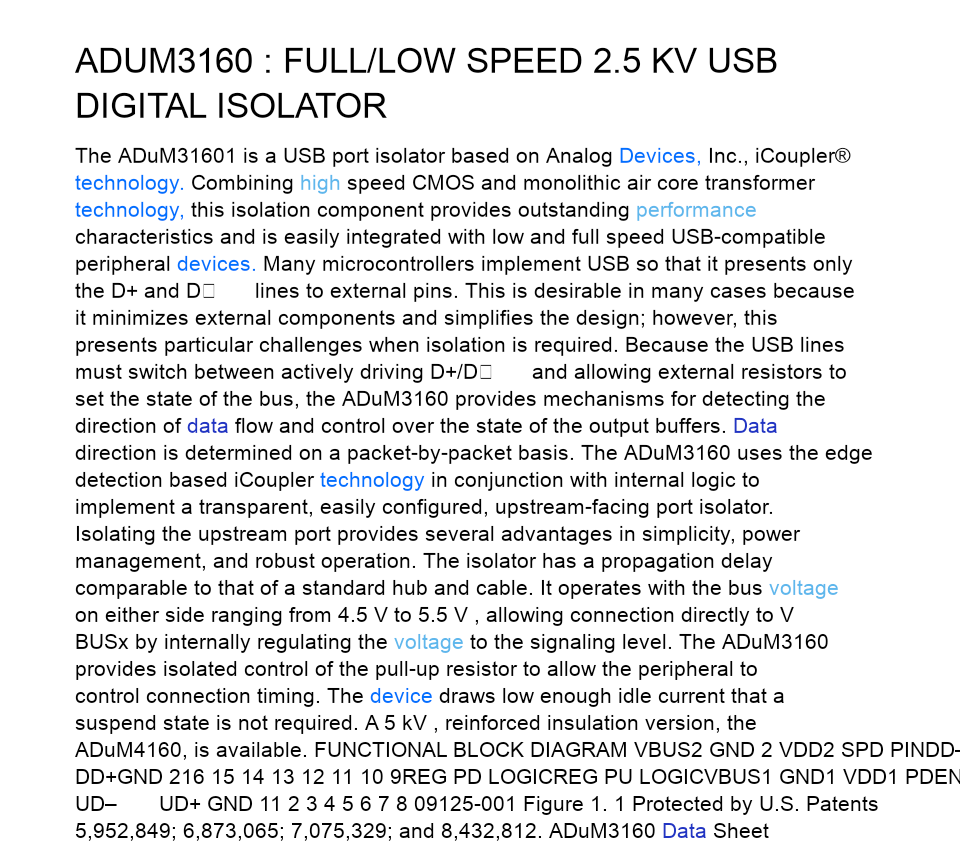 ADUM3160 : FULL/LOW SPEED 2.5 KV USB
DIGITAL ISOLATOR
The ADuM31601 is a USB port isolator based on Analog Devices, Inc., iCoupler®
technology. Combining high speed CMOS and monolithic air core transformer
technology, this isolation component provides outstanding performance
characteristics and is easily integrated with low and full speed USB-compatible
peripheral devices. Many microcontrollers implement USB so that it presents only
the D+ and D□ lines to external pins. This is desirable in many cases because
it minimizes external components and simplifies the design; however, this
presents particular challenges when isolation is required. Because the USB lines
must switch between actively driving D+/D□ and allowing external resistors to
set the state of the bus, the ADuM3160 provides mechanisms for detecting the
direction of data flow and control over the state of the output buffers. Data
direction is determined on a packet-by-packet basis. The ADuM3160 uses the edge
detection based iCoupler technology in conjunction with internal logic to
implement a transparent, easily configured, upstream-facing port isolator.
Isolating the upstream port provides several advantages in simplicity, power
management, and robust operation. The isolator has a propagation delay
comparable to that of a standard hub and cable. It operates with the bus voltage
on either side ranging from 4.5 V to 5.5 V , allowing connection directly to V
BUSx by internally regulating the voltage to the signaling level. The ADuM3160
provides isolated control of the pull-up resistor to allow the peripheral to
control connection timing. The device draws low enough idle current that a
suspend state is not required. A 5 kV , reinforced insulation version, the
ADuM4160, is available. FUNCTIONAL BLOCK DIAGRAM VBUS2 GND 2 VDD2 SPD PINDD–
DD+GND 216 15 14 13 12 11 10 9REG PD LOGICREG PU LOGICVBUS1 GND1 VDD1 PDEN
UD– UD+ GND 11 2 3 4 5 6 7 8 09125-001 Figure 1. 1 Protected by U.S. Patents
5,952,849; 6,873,065; 7,075,329; and 8,432,812. ADuM3160 Data Sheet